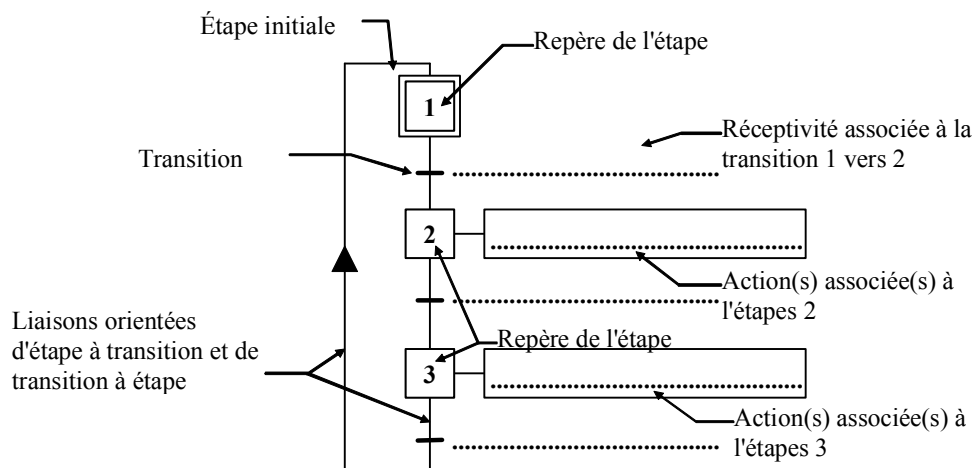 Étape initiale
Repère de l'étape
1
Réceptivité associée à la
transition 1 vers 2
Transition
2
Action(s) associée(s) à
l'étapes 2
Liaisons orientées
d'étape à transition et de
transition à étape
Repère de l'étape
3
Action(s) associée(s) à
l'étapes 3